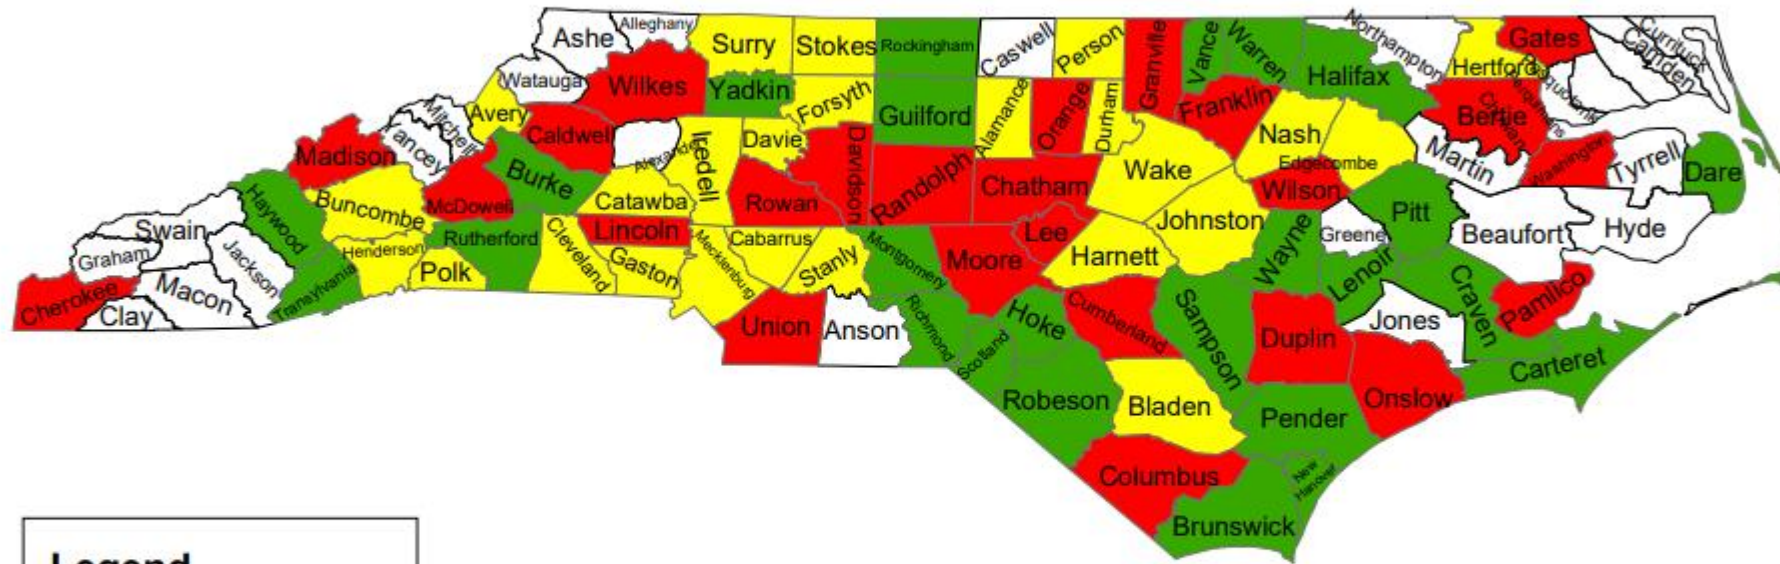 Alleghany
Ashe
Surry
Stokes
Rockingham
Caswell
Person
Granville
Vance
Warren
Northampton
Gates
Currituck
Camden
Hertford
Halifax
Watauga
Wilkes
Yadkin
Forsyth
Guilford
Alamance
Orange
Durham
Franklin
Nash
Edgecombe
Bertie
Avery
Mitchell
Yancey
Caldwel
Alexander
Iredell
Davie
Davidson
Randolph
Chatham
Wake
Wilson
Martin
Washington
Tyrrell
Dare
Madison
Burke
Catawba
Rowan
Buncombe
McDowell
Haywood
Swain
Graham
Jackson
Macon
Cherokee
Clay
Transylvania
Henderson
Polk
Rutherford
Cleveland
Lincoln
Gaston
Mecklenburg
Cabarrus
Stanly
Montgomery
Moore
Lee
Harnett
Johnston
Wayne
Greene
Pitt
Beaufort
Hyde
Lenoir
Craven
Pamlico
Union
Anson
Richmond
Scotland
Hoke
Cumberland
Sampson
Duplin
Jones
Carteret
Robeson
Bladen
Pender
Onslow
Columbus
New
Hanover
Brunswick
Legend